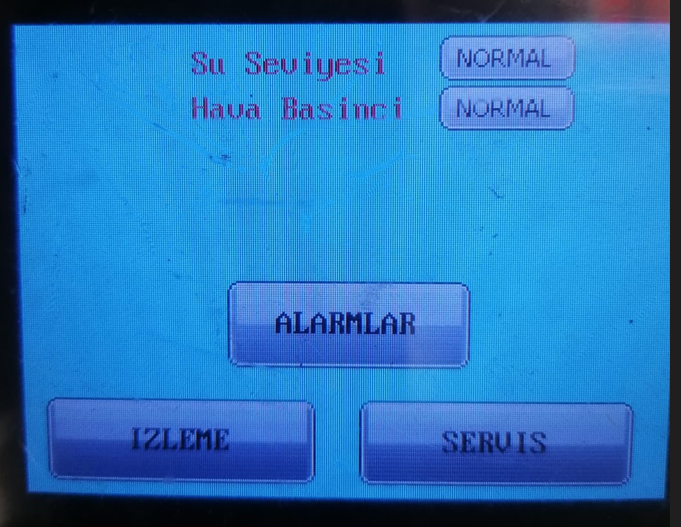 Su Seviyesi NORMAL
Hava Basinci NORMAL
ALARMLAR
IZLEME
SERVIS